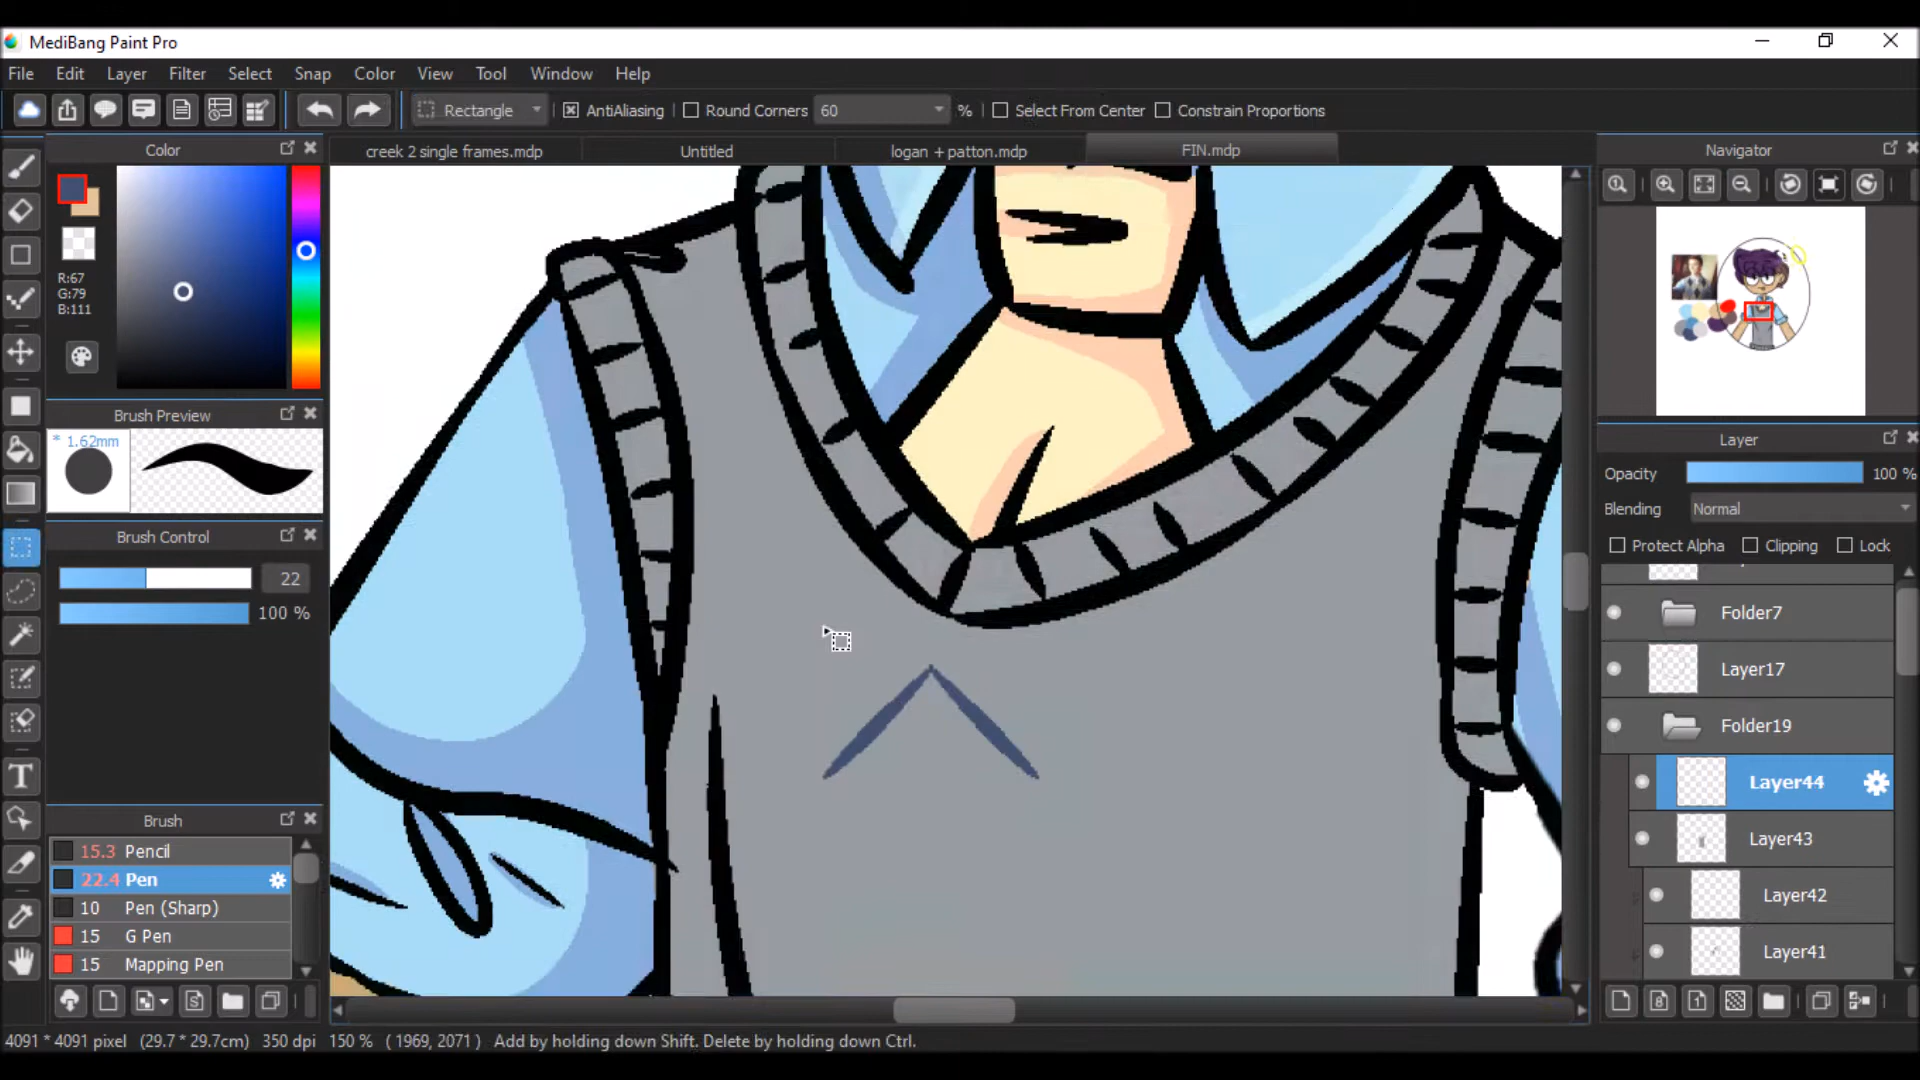 MediBang Paint Pro
File Edit Layer Filter Select Snap Color View Tool Window Help
Rectangle AntiAliasing Round Corners 60 % Select From Center Constrain Proportions
Color
creek 2 single frames.mdp Untitled logan + patton.mdp FIN.mdp
Navigator
R:67
G:79
B:111
Brush Preview
* 1.62mm
Brush Control
22
100 %
Layer
Opacity 100 %
Blending Normal
Protect Alpha Clipping Lock
Folder7
Layer17
Folder19
Layer44
Layer43
Layer42
Layer41
Brush
15.3 Pencil
22.4 Pen
10 Pen (Sharp)
15 G Pen
15 Mapping Pen
4091 * 4091 pixel (29.7 * 29.7cm) 350 dpi 150 % ( 1969, 2071 ) Add by holding down Shift. Delete by holding down Ctrl.